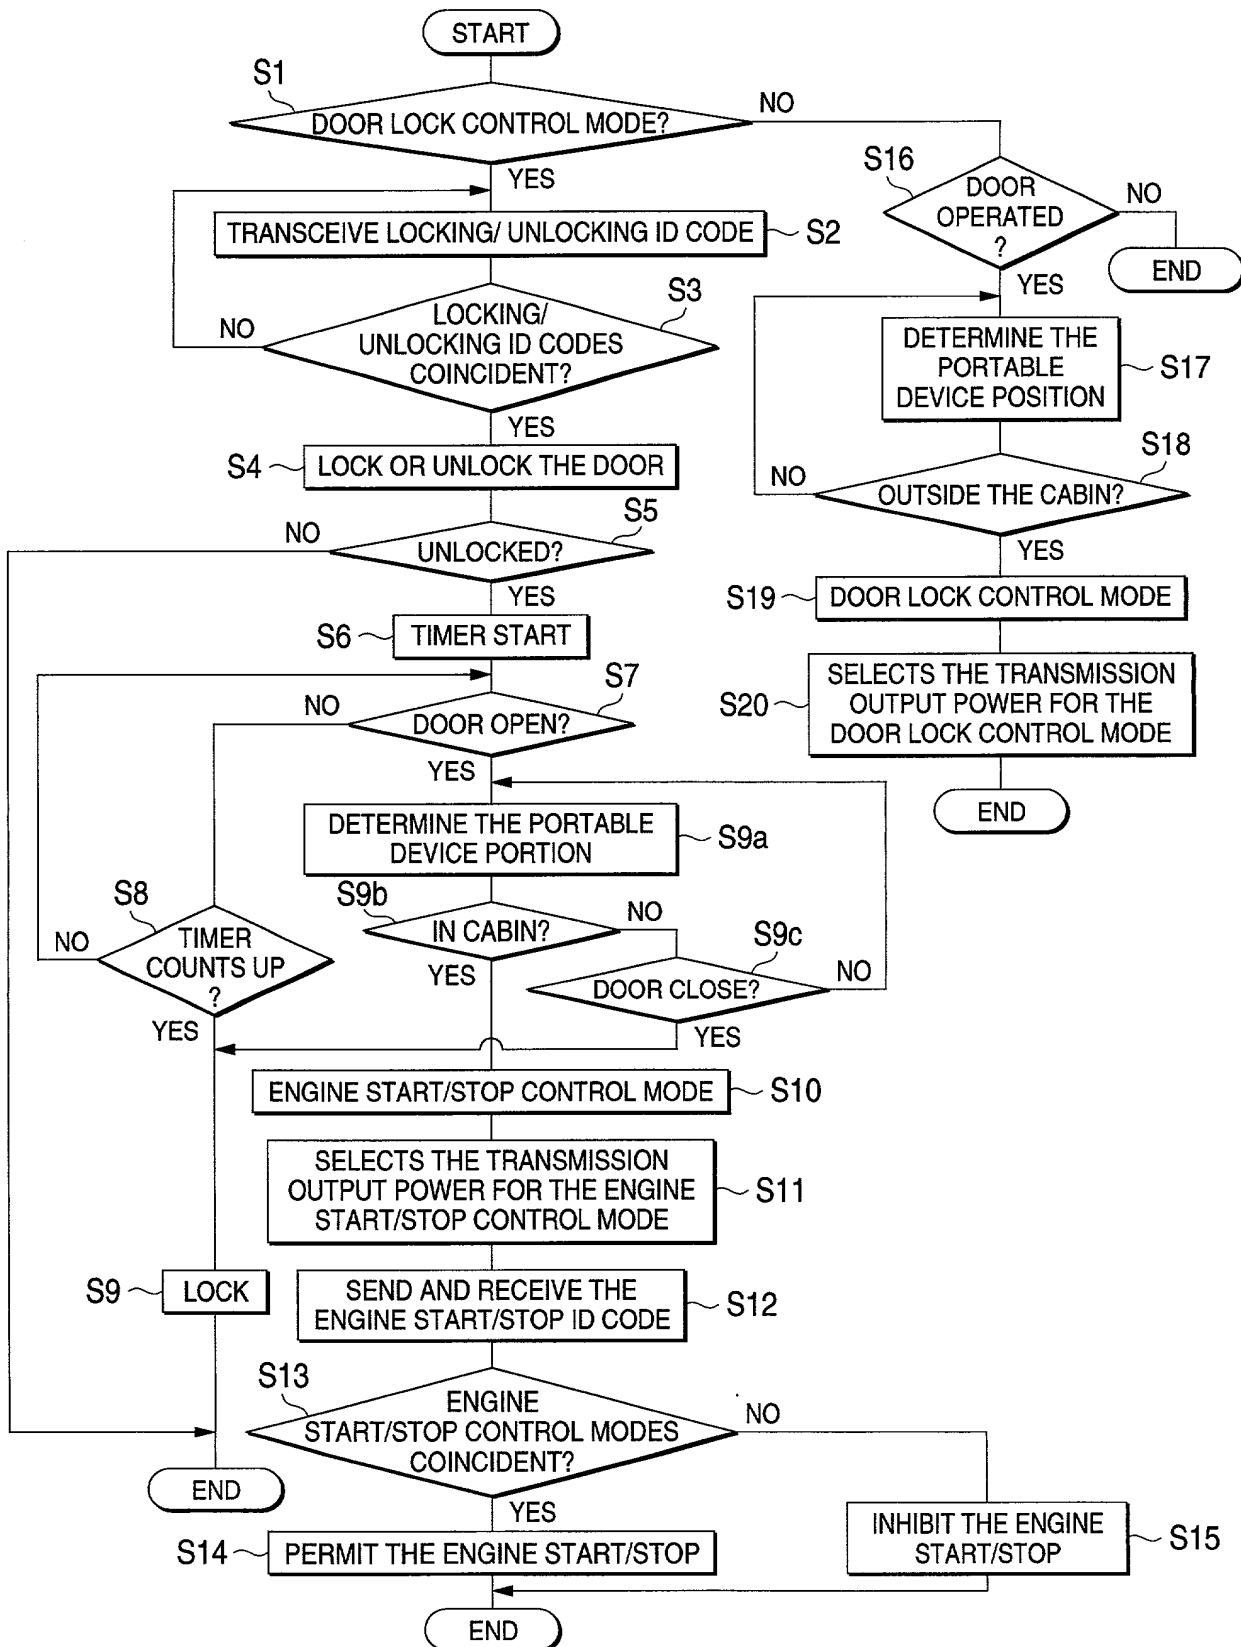 START
S1
DOOR LOCK CONTROL MODE?
NO
YES
TRANSCEIVE LOCKING/ UNLOCKING ID CODE
S2
S3
LOCKING/
UNLOCKING ID CODES
COINCIDENT?
NO
YES
S4
LOCK OR UNLOCK THE DOOR
S5
NO
UNLOCKED?
YES
S6
TIMER START
S7
NO
DOOR OPEN?
YES
DETERMINE THE PORTABLE
DEVICE PORTION
S9a
S9b
IN CABIN?
NO
YES
S9c
DOOR CLOSE?
NO
YES
S8
TIMER
COUNTS UP
?
NO
YES
ENGINE START/STOP CONTROL MODE
S10
SELECTS THE TRANSMISSION
OUTPUT POWER FOR THE ENGINE
START/STOP CONTROL MODE
S11
S9
LOCK
SEND AND RECEIVE THE
ENGINE START/STOP ID CODE
S12
S13
ENGINE
START/STOP CONTROL MODES
COINCIDENT?
NO
YES
END
S14
PERMIT THE ENGINE START/STOP
INHIBIT THE ENGINE
START/STOP
S15
END
S16
DOOR
OPERATED
?
NO
END
YES
DETERMINE THE
PORTABLE
DEVICE POSITION
S17
S18
NO
OUTSIDE THE CABIN?
YES
S19
DOOR LOCK CONTROL MODE
S20
SELECTS THE TRANSMISSION
OUTPUT POWER FOR THE
DOOR LOCK CONTROL MODE
END